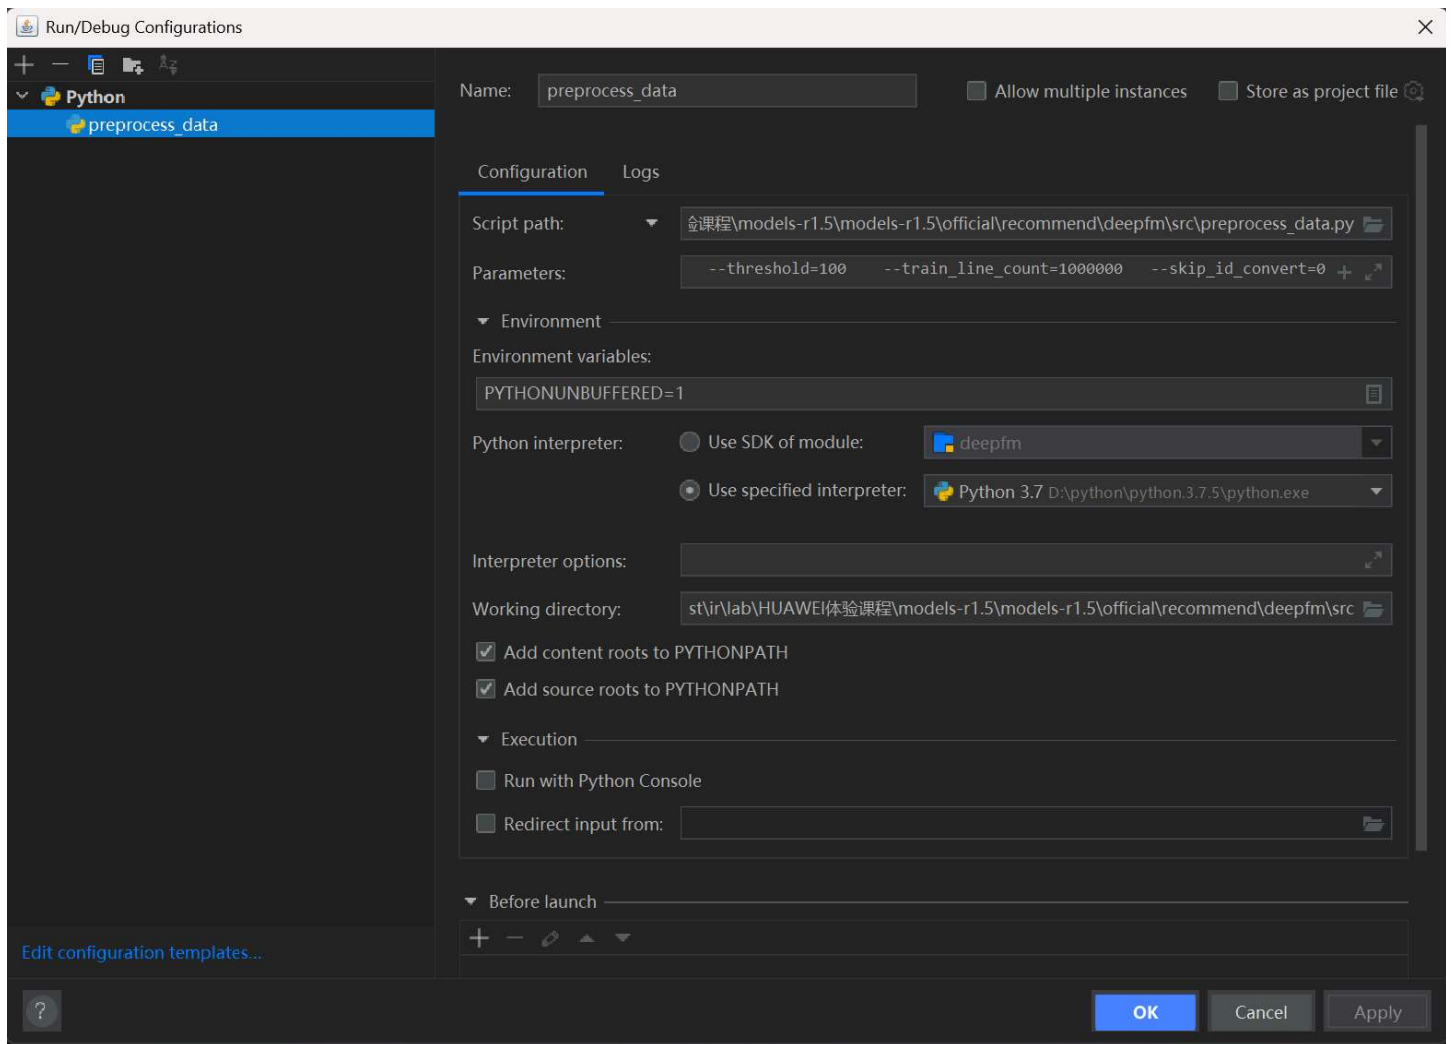 Run/Debug Configurations
Python
preprocess_data
Edit configuration templates...
Name: preprocess_data
Allow multiple instances
Store as project file
Configuration
Logs
Script path: 验课程\models-r1.5\models-r1.5\official\recommend\deepfm\src\preprocess_data.py
Parameters: --threshold=100 --train_line_count=1000000 --skip_id_convert=0
Environment
Environment variables:
PYTHONUNBUFFERED=1
Python interpreter: Use SDK of module: deepfm
Use specified interpreter: Python 3.7 D:\python\python.3.7.5\python.exe
Interpreter options:
Working directory: st\ir\lab\HUAWEI体验课程\models-r1.5\models-r1.5\official\recommend\deepfm\src
Add content roots to PYTHONPATH
Add source roots to PYTHONPATH
Execution
Run with Python Console
Redirect input from:
Before launch
?
OK
Cancel
Apply